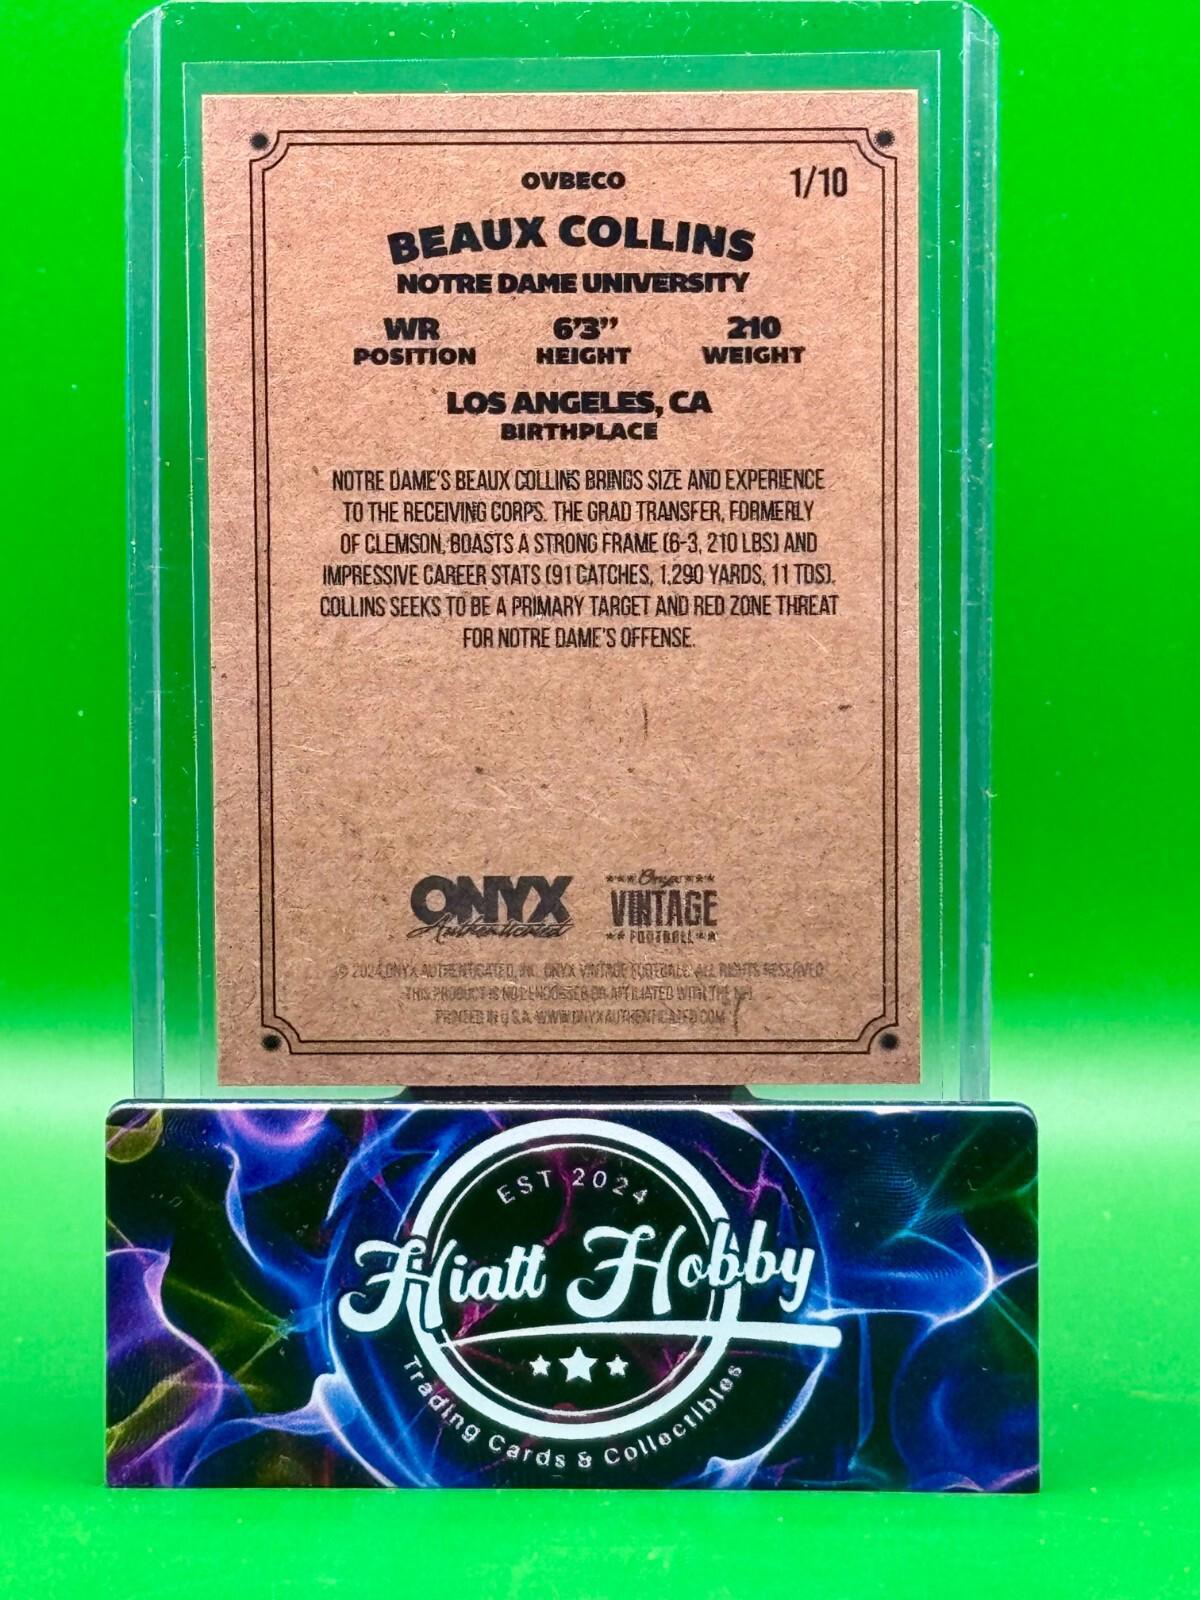 OVBECO
1/10
BEAUX COLLINS
NOTRE DAME UNIVERSITY
WR 6'3" 210
POSITION HEIGHT WEIGHT
LOS ANGELES, CA
BIRTHPLACE
NOTRE DAME'S BEAUX COLLINS BRINGS SIZE AND EXPERIENCE
TO THE RECEIVING CORPS. THE GRAD TRANSFER, FORMERLY
OF CLEMSON, BOASTS A STRONG FRAME (6-3, 210 LBS) AND
IMPRESSIVE CAREER STATS (91 CATCHES, 1,290 YARDS, 11 TDS).
COLLINS SEEKS TO BE A PRIMARY TARGET AND RED ZONE THREAT
FOR NOTRE DAME'S OFFENSE.
ONYX
Authenticated
Onyx
VINTAGE
FOOTBALL
© 2024 ONYX AUTHENTICATED, INC. ONYX VINTAGE FOOTBALL. ALL RIGHTS RESERVED.
THIS PRODUCT IS NOT ENDORSED OR AFFILIATED WITH THE NFL
PRINTED IN U.S.A. WWW.ONYXAUTHENTICATED.COM
EST 2024
Hiatt Hobby
Trading Cards & Collectibles